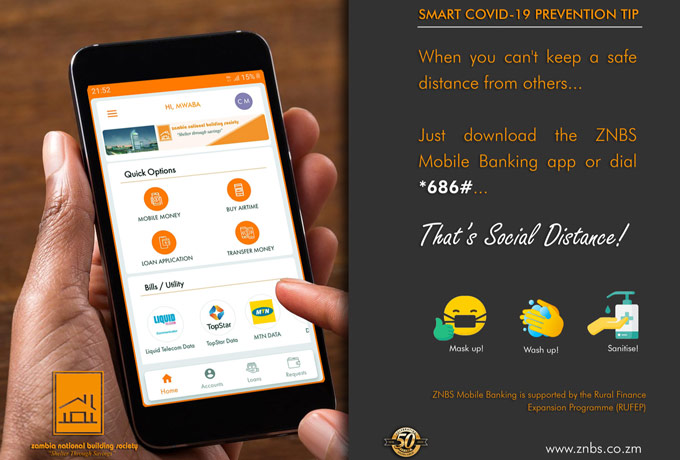 21:52
15%
HI, MWABA
C M
zambia national building society
"Shelter through savings"
Quick Options
MOBILE MONEY
BUY AIRTIME
LOAN APPLICATION
TRANSFER MONEY
Bills / Utility
LIQUID
TopStar
MTN
Liquid Telecom Data
TopStar Data
MTN DATA
D
Home
Accounts
Loans
Requests
zambia national building society
"Shelter Through Savings"
SMART COVID-19 PREVENTION TIP
When you can't keep a safe
distance from others...
Just download the ZNBS
Mobile Banking app or dial
*686#...
That's Social Distance!
Mask up!
Wash up!
Sanitise!
ZNBS Mobile Banking is supported by the Rural Finance
Expansion Programme (RUFEP)
50
www.znbs.co.zm